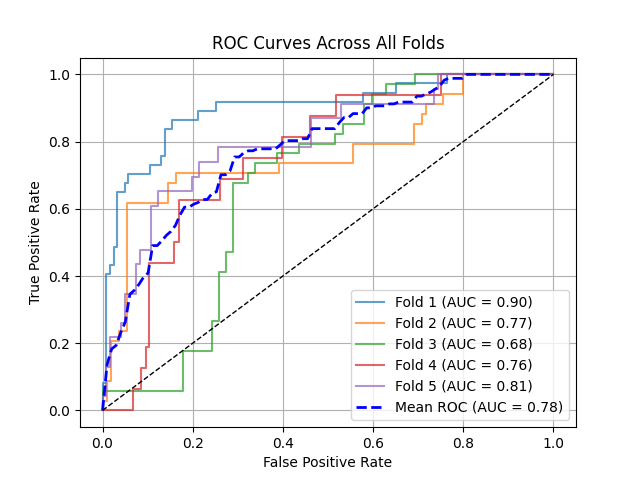 ROC Curves Across All Folds
True Positive Rate
1.0
0.8
0.6
0.4
0.2
0.0
Fold 1 (AUC = 0.90)
Fold 2 (AUC = 0.77)
Fold 3 (AUC = 0.68)
Fold 4 (AUC = 0.76)
Fold 5 (AUC = 0.81)
Mean ROC (AUC = 0.78)
0.0 0.2 0.4 0.6 0.8 1.0
False Positive Rate